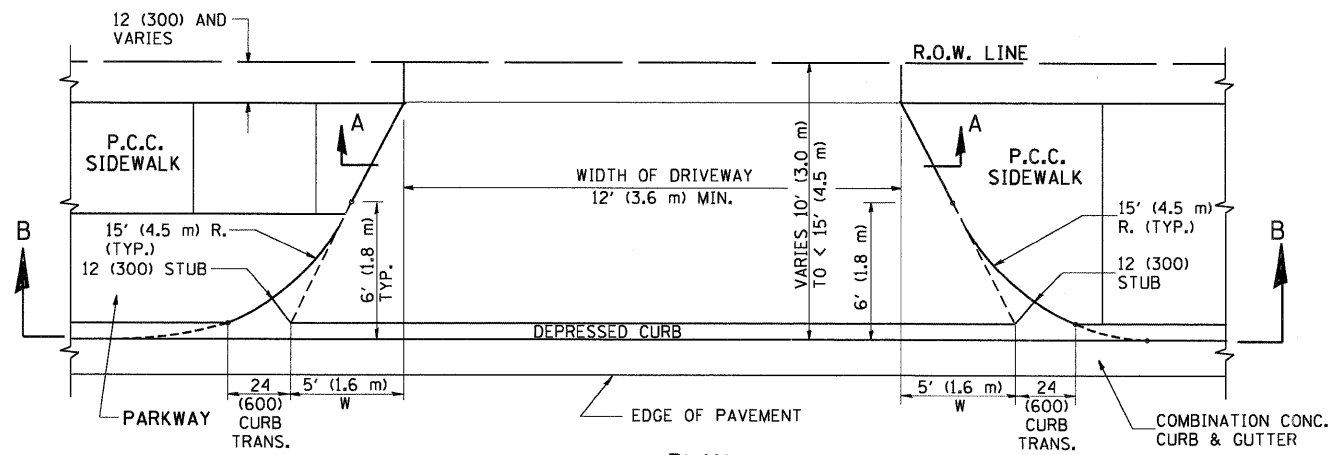 12 (300) AND
VARIES
R.O.W. LINE
A
A
P.C.C.
SIDEWALK
P.C.C.
SIDEWALK
WIDTH OF DRIVEWAY
12' (3.6 m) MIN.
VARIES 10' (3.0 m)
TO < 15' (4.5 m)
B
B
15' (4.5 m) R.
(TYP.)
12 (300) STUB
6' (1.8 m)
TYP.
6' (1.8 m)
15' (4.5 m)
R. (TYP.)
12 (300)
STUB
DEPRESSED CURB
PARKWAY
24
(600)
CURB
TRANS.
5' (1.6 m)
W
EDGE OF PAVEMENT
5' (1.6 m)
W
24
(600)
CURB
TRANS.
COMBINATION CONC.
CURB & GUTTER